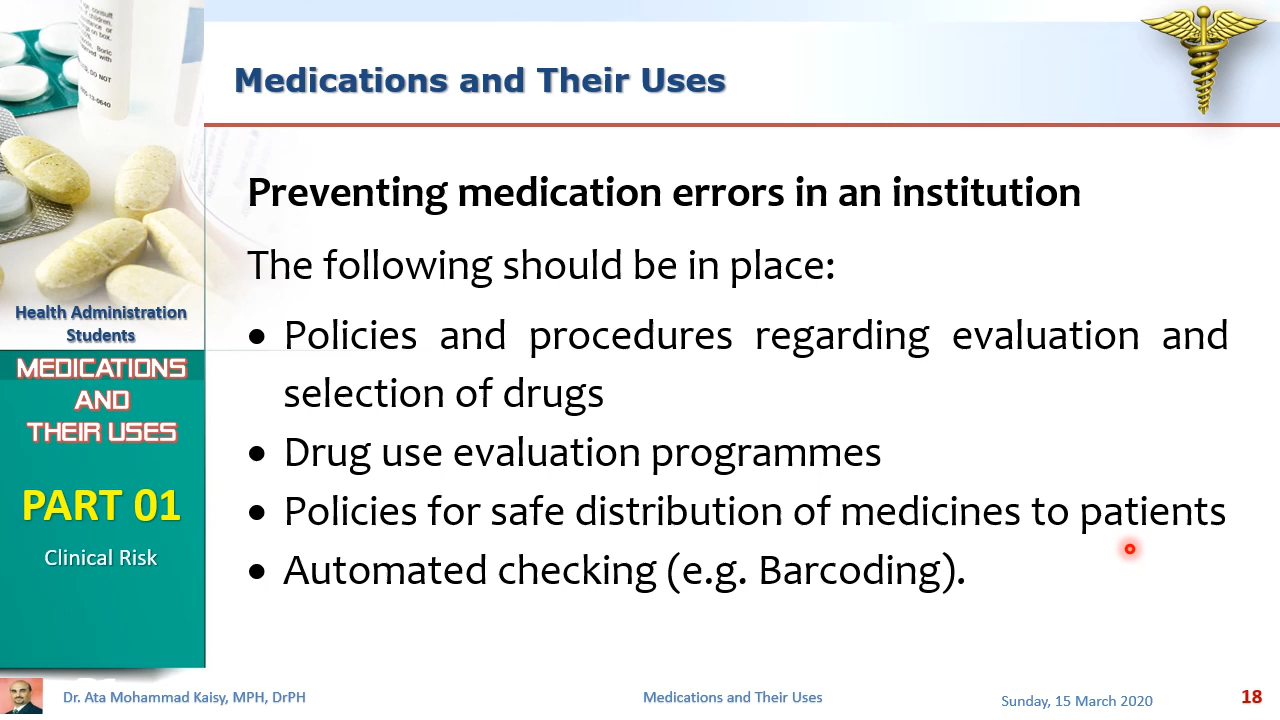 Medications and Their Uses
Preventing medication errors in an institution
The following should be in place:
• Policies and procedures regarding evaluation and
selection of drugs
• Drug use evaluation programmes
• Policies for safe distribution of medicines to patients
• Automated checking (e.g. Barcoding).
Health Administration
Students
MEDICATIONS
AND
THEIR USES
PART 01
Clinical Risk
Dr. Ata Mohammad Kaisy, MPH, DrPH
Medications and Their Uses
Sunday, 15 March 2020
18